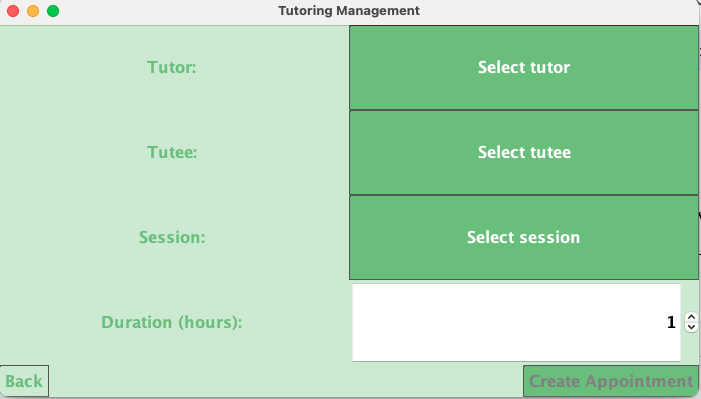 Tutoring Management
Tutor:
Select tutor
Tutee:
Select tutee
Session:
Select session
Duration (hours):
1
Back
Create Appointment